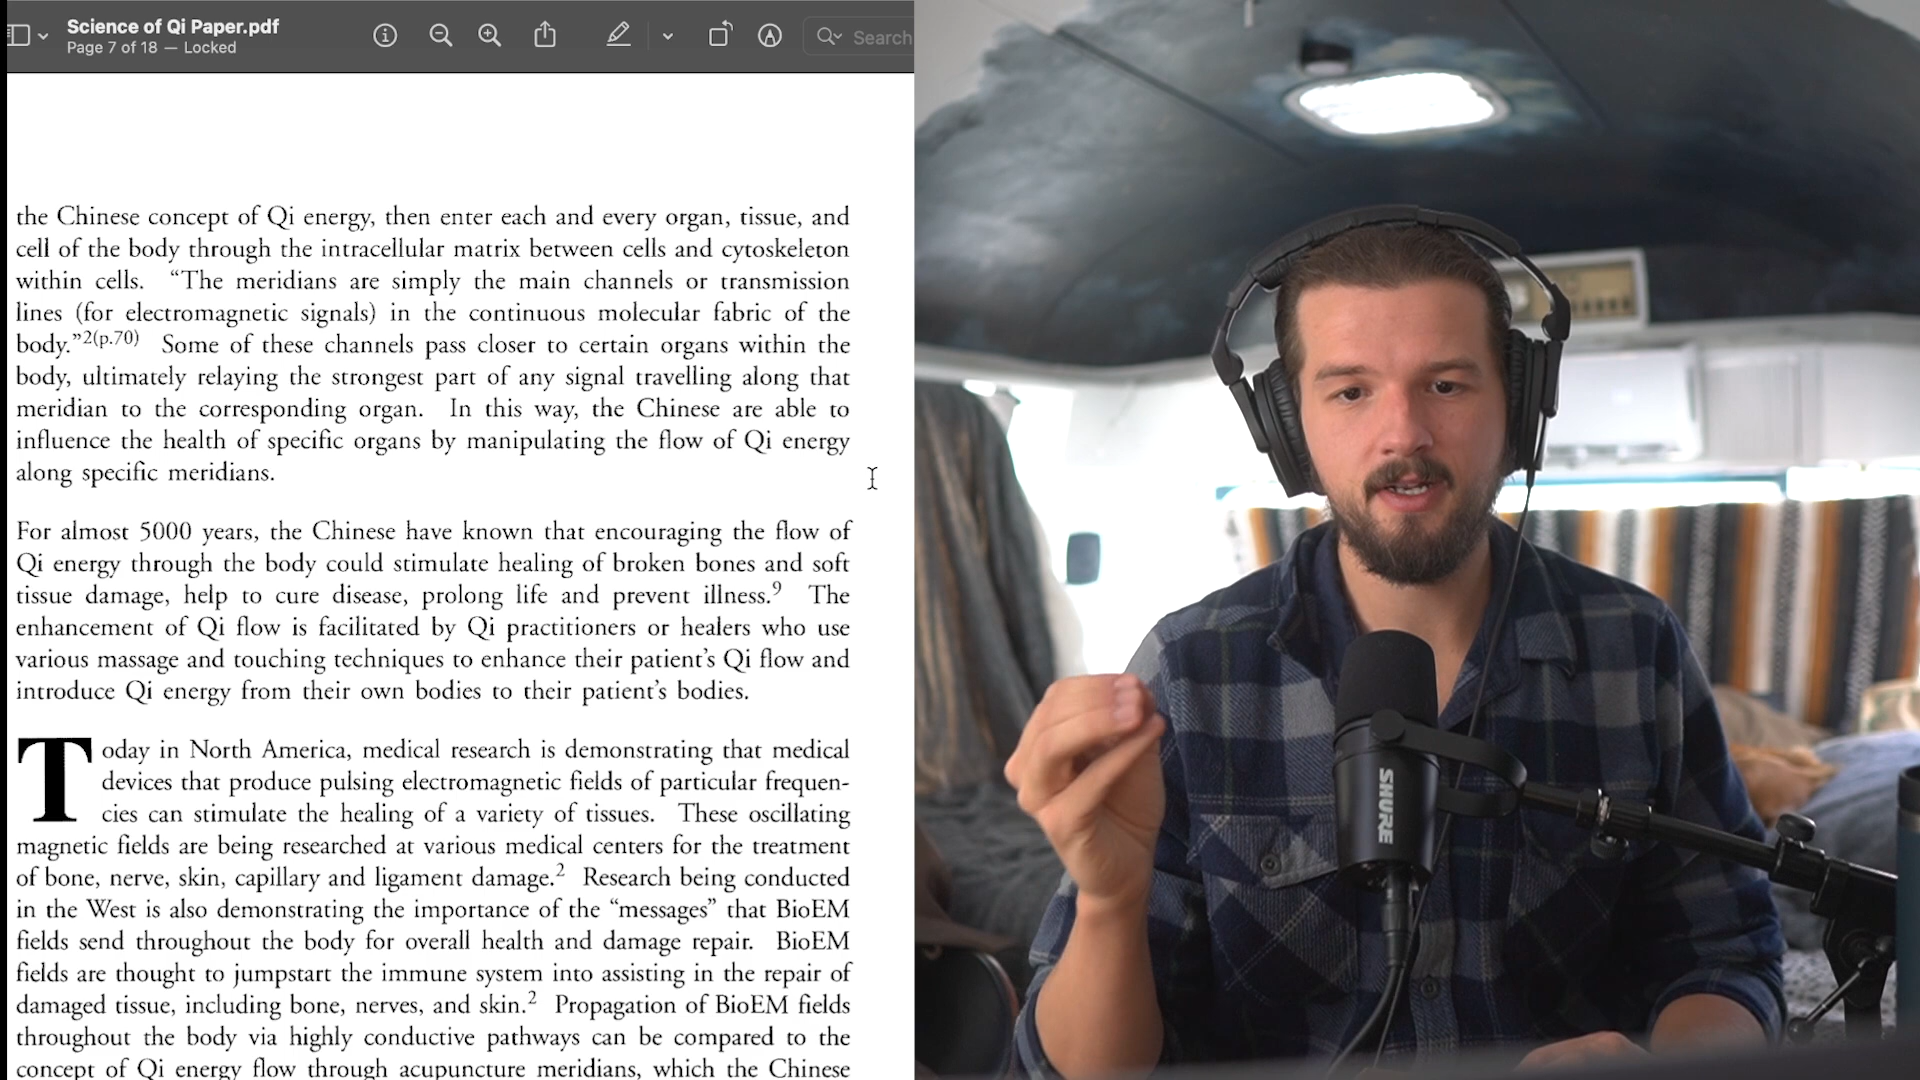 Science of Qi Paper.pdf
Page 7 of 18 — Locked
Search
the Chinese concept of Qi energy, then enter each and every organ, tissue, and
cell of the body through the intracellular matrix between cells and cytoskeleton
within cells. “The meridians are simply the main channels or transmission
lines (for electromagnetic signals) in the continuous molecular fabric of the
body.”2(p.70) Some of these channels pass closer to certain organs within the
body, ultimately relaying the strongest part of any signal travelling along that
meridian to the corresponding organ. In this way, the Chinese are able to
influence the health of specific organs by manipulating the flow of Qi energy
along specific meridians.
For almost 5000 years, the Chinese have known that encouraging the flow of
Qi energy through the body could stimulate healing of broken bones and soft
tissue damage, help to cure disease, prolong life and prevent illness.9 The
enhancement of Qi flow is facilitated by Qi practitioners or healers who use
various massage and touching techniques to enhance their patient’s Qi flow and
introduce Qi energy from their own bodies to their patient’s bodies.
Today in North America, medical research is demonstrating that medical
devices that produce pulsing electromagnetic fields of particular frequen-
cies can stimulate the healing of a variety of tissues. These oscillating
magnetic fields are being researched at various medical centers for the treatment
of bone, nerve, skin, capillary and ligament damage.2 Research being conducted
in the West is also demonstrating the importance of the “messages” that BioEM
fields send throughout the body for overall health and damage repair. BioEM
fields are thought to jumpstart the immune system into assisting in the repair of
damaged tissue, including bone, nerves, and skin.2 Propagation of BioEM fields
throughout the body via highly conductive pathways can be compared to the
concept of Qi energy flow through acupuncture meridians, which the Chinese
SHURE